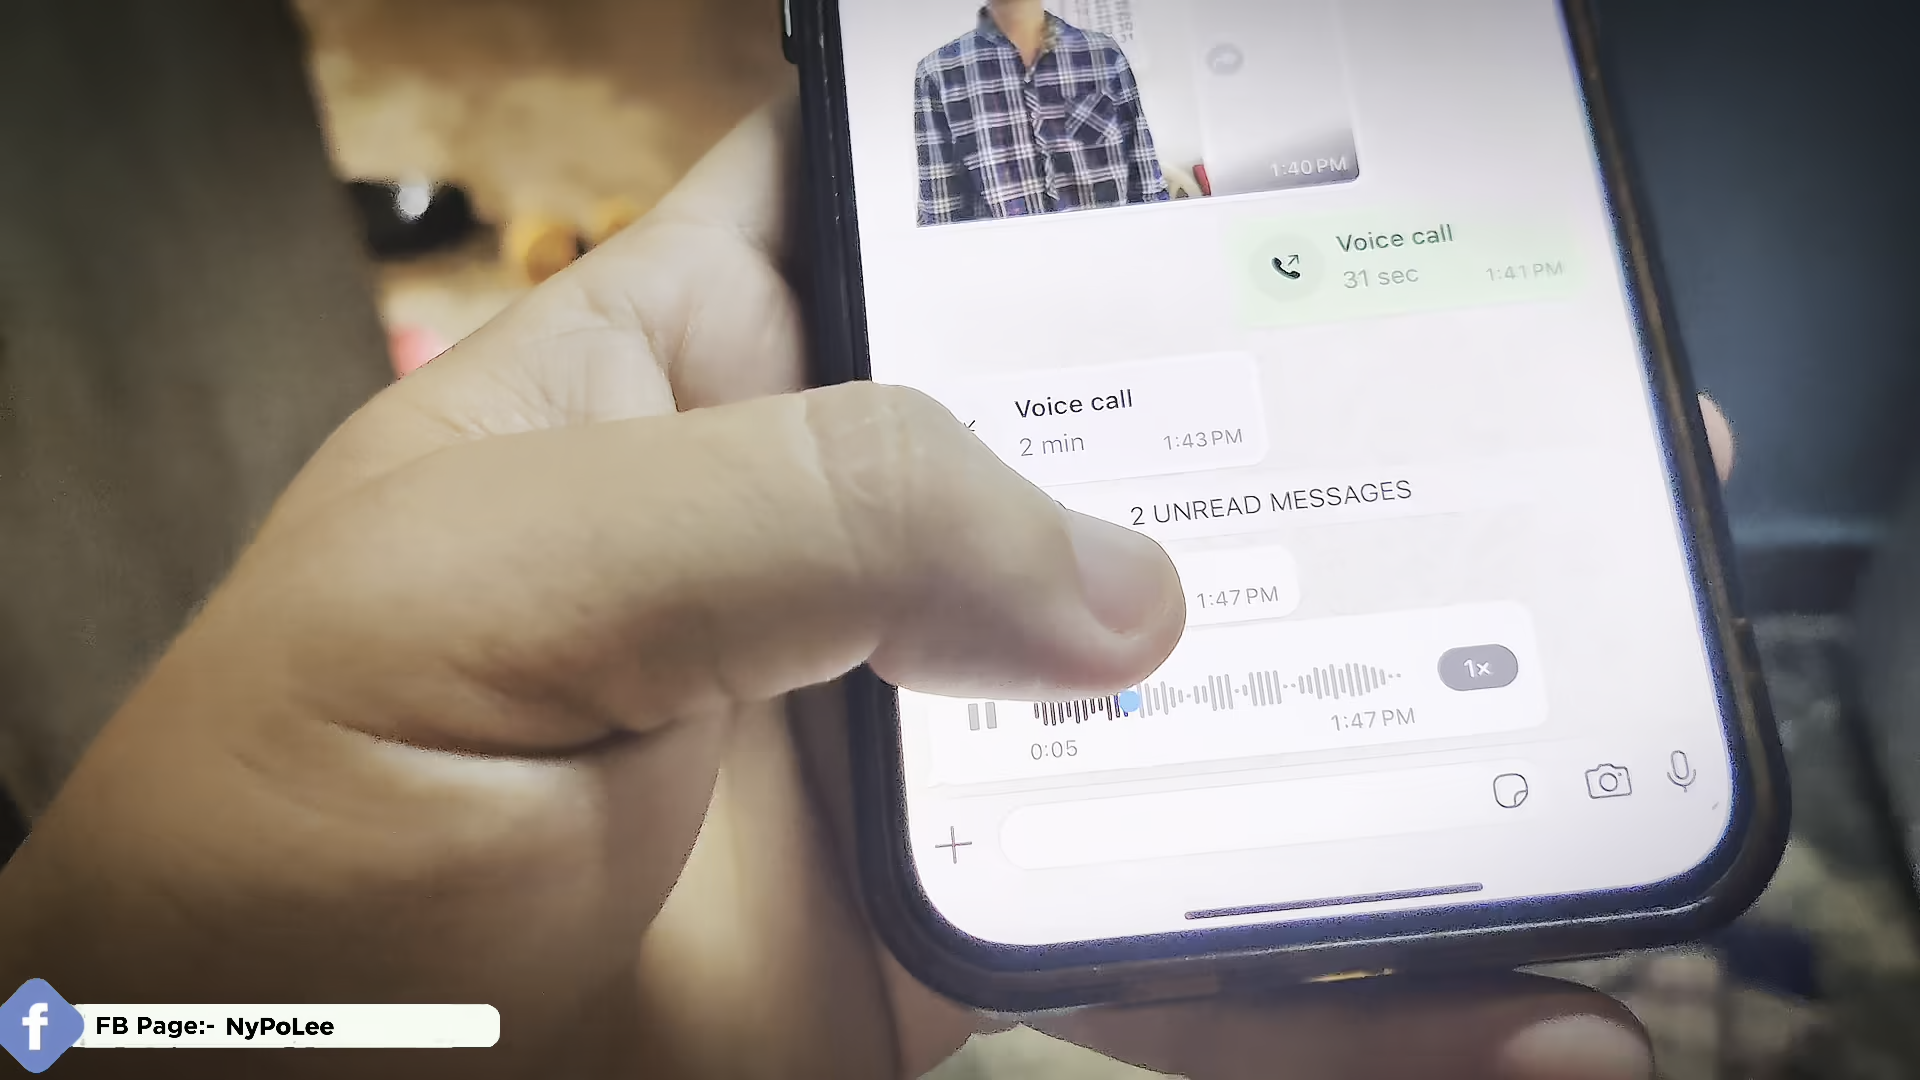 31
1:40 PM
Voice call
31 sec 1:41 PM
Voice call
2 min 1:43 PM
2 UNREAD MESSAGES
1:47 PM
1x
1:47 PM
0:05
FB Page:- NyPoLee